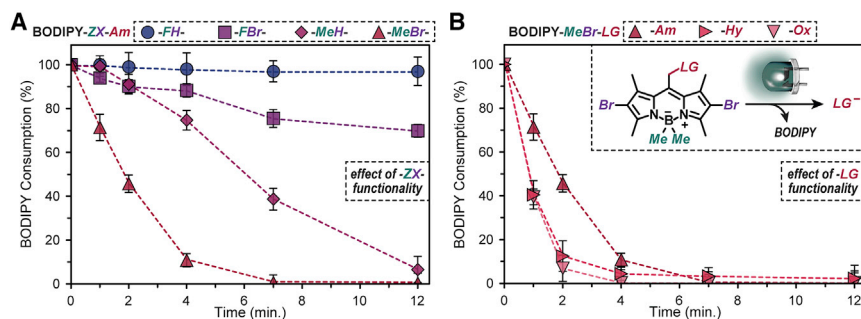 A
BODIPY-ZX-Am
-FH-
-FBr-
-MeH-
-MeBr-
BODIPY Consumption (%)
100
80
60
40
20
0
effect of -ZX-
functionality
0
2
4
6
8
10
12
Time (min.)
B
BODIPY-MeBr-LG
-Am
-Hy
-Ox
BODIPY Consumption (%)
100
80
60
40
20
0
LG
Br
Br
N
N
+
B
Me Me
LG⁻
BODIPY
effect of -LG
functionality
0
2
4
6
8
10
12
Time (min.)